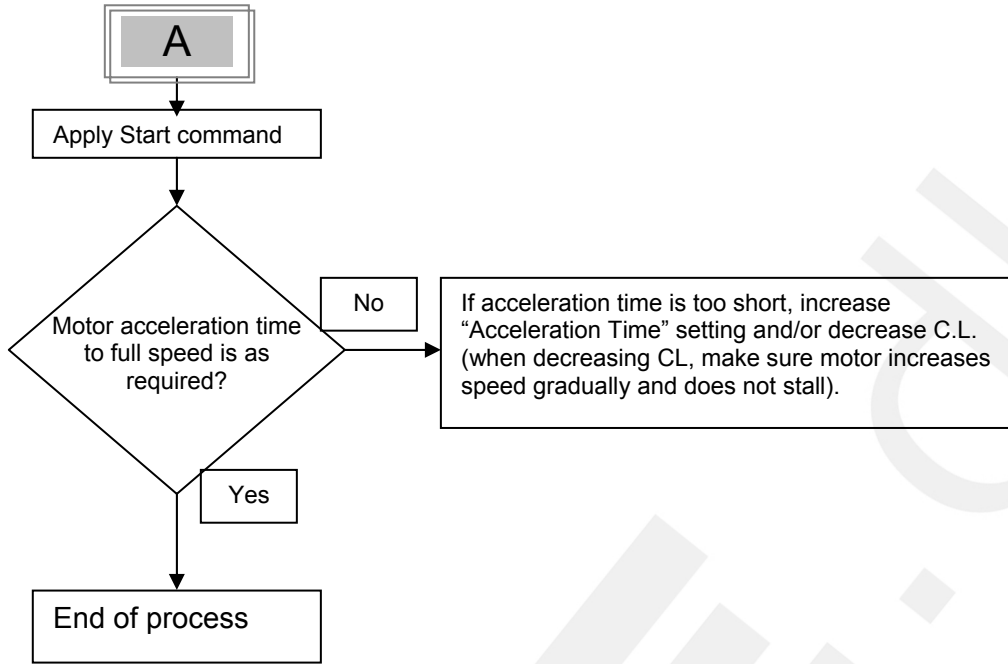 A
Apply Start command
Motor acceleration time
to full speed is as
required?
No
If acceleration time is too short, increase
“Acceleration Time” setting and/or decrease C.L.
(when decreasing CL, make sure motor increases
speed gradually and does not stall).
Yes
End of process